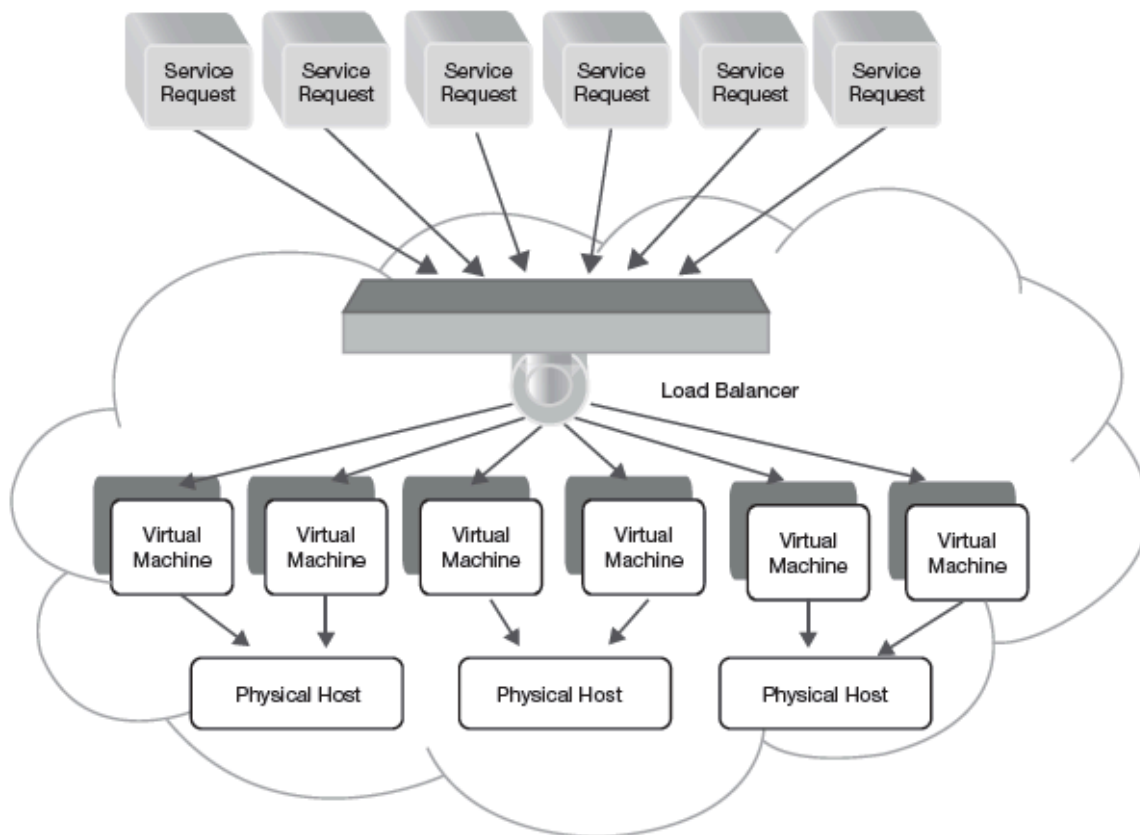 Service
Request
Service
Request
Service
Request
Service
Request
Service
Request
Service
Request
Load Balancer
Virtual
Machine
Virtual
Machine
Virtual
Machine
Virtual
Machine
Virtual
Machine
Virtual
Machine
Physical Host
Physical Host
Physical Host